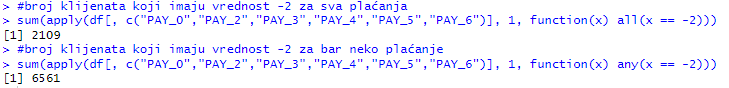 > #broj klijenata koji imaju vrednost -2 za sva plaćanja
> sum(apply(df[, c("PAY_0","PAY_2","PAY_3","PAY_4","PAY_5","PAY_6")], 1, function(x) all(x == -2)))
[1] 2109
> #broj klijenata koji imaju vrednost -2 za bar neko plaćanje
> sum(apply(df[, c("PAY_0","PAY_2","PAY_3","PAY_4","PAY_5","PAY_6")], 1, function(x) any(x == -2)))
[1] 6561